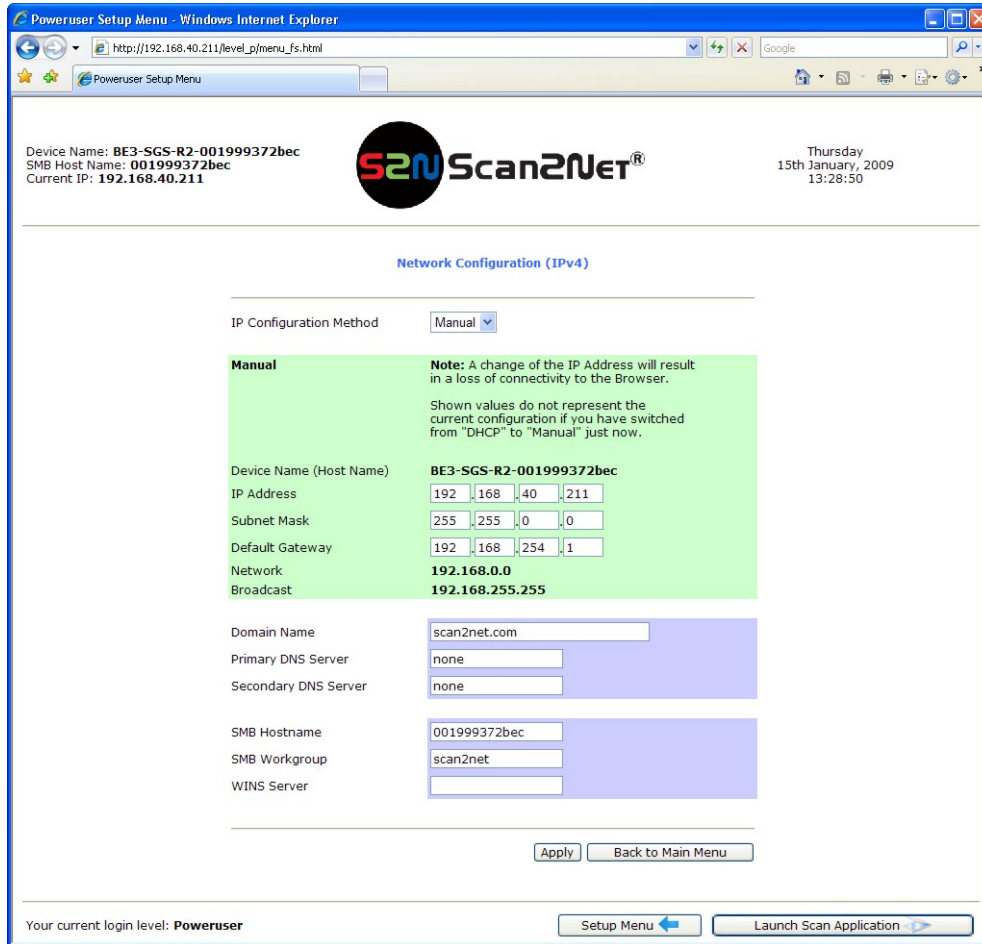 Poweruser Setup Menu - Windows Internet Explorer
http://192.168.40.211/level_p/menu_fs.html
Google
Poweruser Setup Menu
Device Name: BE3-SGS-R2-001999372bec
SMB Host Name: 001999372bec
Current IP: 192.168.40.211
S2N Scan2Net®
Thursday
15th January, 2009
13:28:50
Network Configuration (IPv4)
IP Configuration Method Manual
Manual
Note: A change of the IP Address will result
in a loss of connectivity to the Browser.
Shown values do not represent the
current configuration if you have switched
from "DHCP" to "Manual" just now.
Device Name (Host Name) BE3-SGS-R2-001999372bec
IP Address 192 . 168 . 40 . 211
Subnet Mask 255 . 255 . 0 . 0
Default Gateway 192 . 168 . 254 . 1
Network 192.168.0.0
Broadcast 192.168.255.255
Domain Name scan2net.com
Primary DNS Server none
Secondary DNS Server none
SMB Hostname 001999372bec
SMB Workgroup scan2net
WINS Server
Apply Back to Main Menu
Your current login level: Poweruser
Setup Menu Launch Scan Application